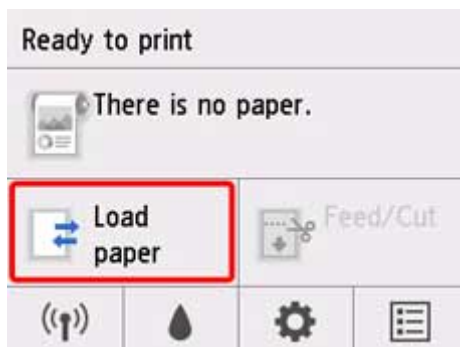 Ready to print
There is no paper.
Load
paper
Feed/Cut